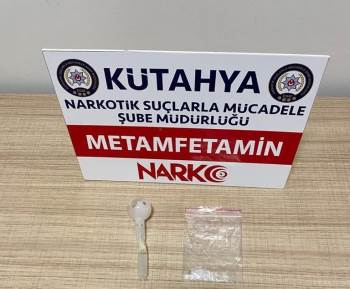 KÜTAHYA
NARKOTİK SUÇLARLA MÜCADELE
ŞUBE MÜDÜRLÜĞÜ
METAMFETAMİN
NARKO